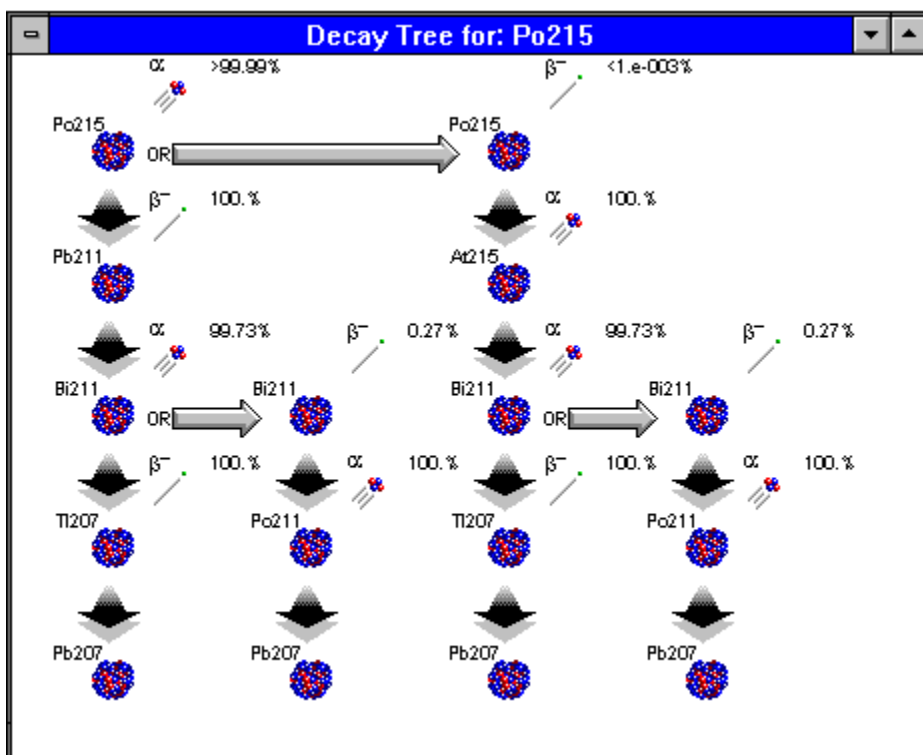 Decay Tree for: Po215
α >99.99% β⁻ <1.e-003%
Po215 OR Po215
β⁻ 100.% α 100.%
Pb211 At215
α 99.73% β⁻ 0.27% α 99.73% β⁻ 0.27%
Bi211 OR Bi211 Bi211 OR Bi211
β⁻ 100.% α 100.% β⁻ 100.% α 100.%
Tl207 Po211 Tl207 Po211
Pb207 Pb207 Pb207 Pb207